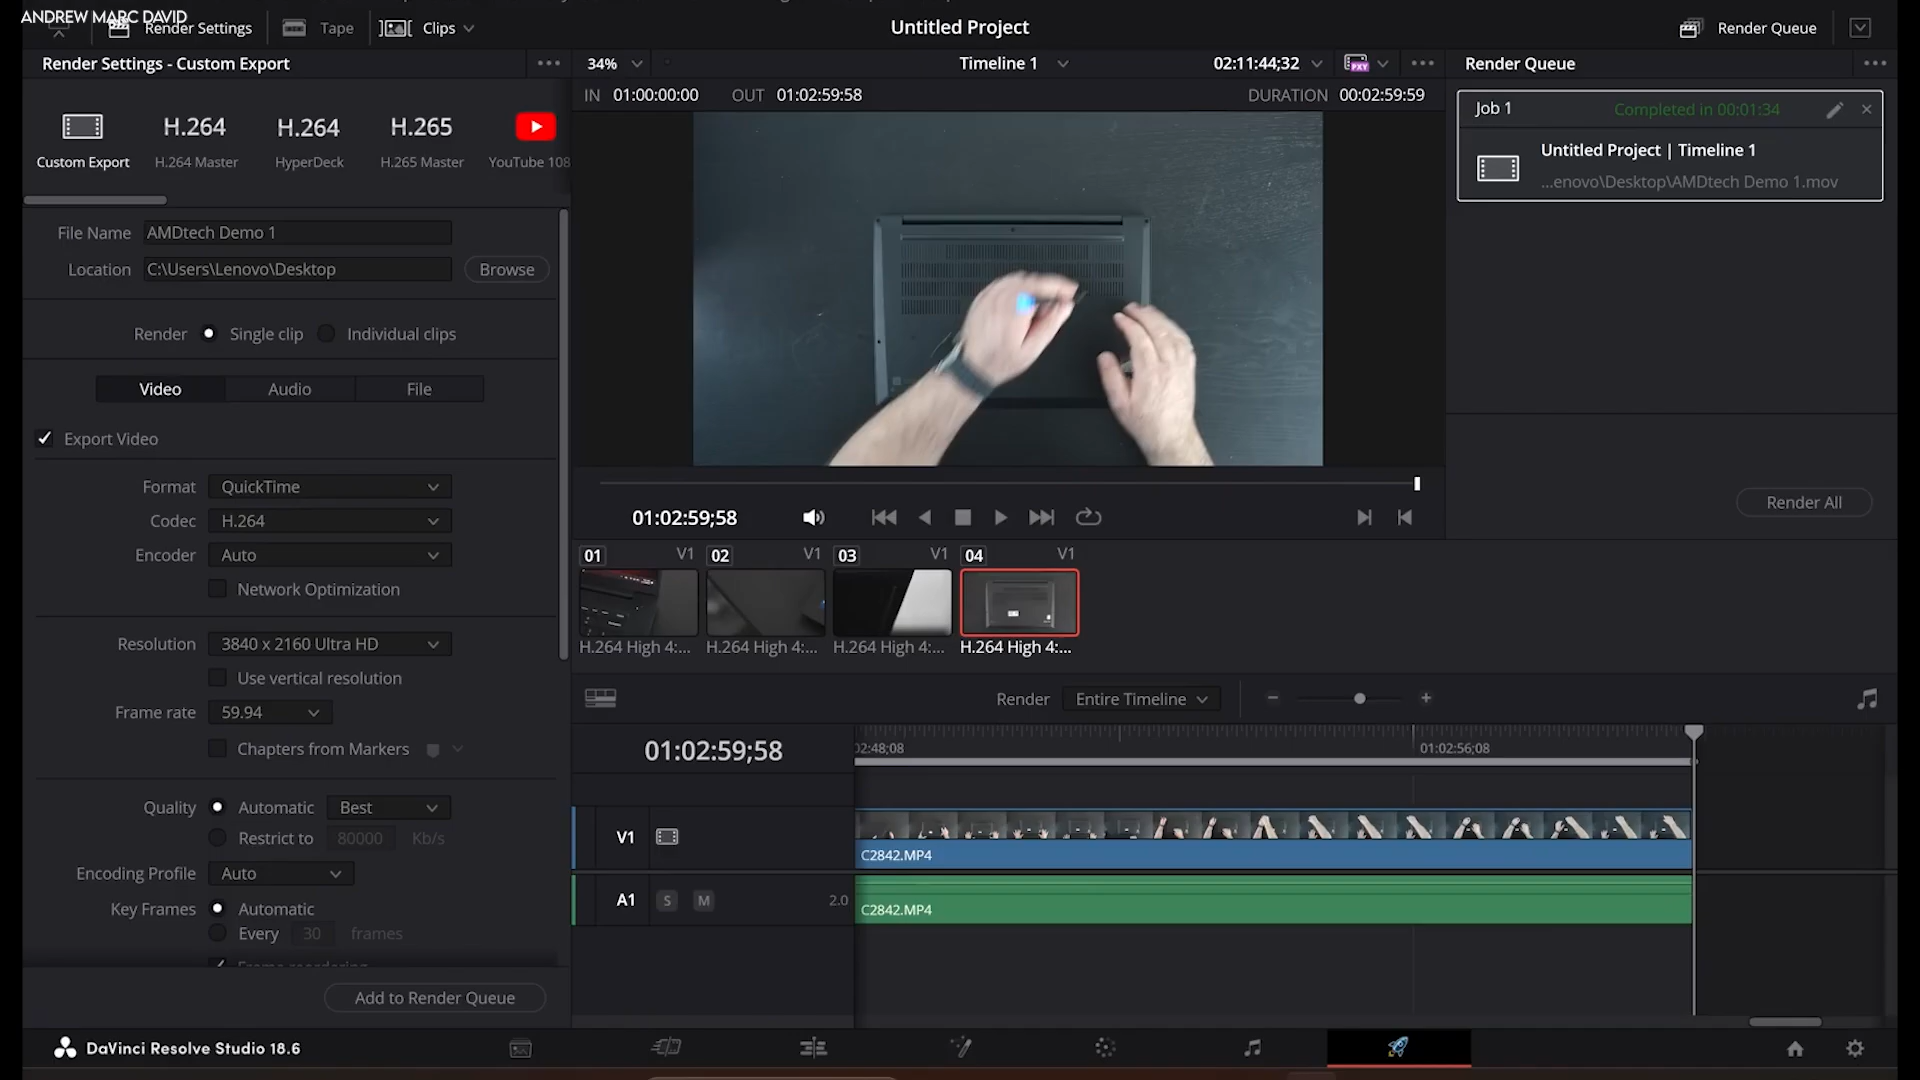 ANDREW MARC DAVID
Render Settings
Tape
Clips
Untitled Project
Render Queue
Render Settings - Custom Export
34%
Timeline 1
02:11:44;32
PXY
Render Queue
IN 01:00:00:00
OUT 01:02:59:58
DURATION 00:02:59:59
Job 1
Completed in 00:01:34
Untitled Project | Timeline 1
...enovo\Desktop\AMDtech Demo 1.mov
H.264
H.264
H.265
Custom Export
H.264 Master
HyperDeck
H.265 Master
YouTube 108
File Name AMDtech Demo 1
Location C:\Users\Lenovo\Desktop
Browse
Render Single clip Individual clips
Video
Audio
File
Export Video
Format QuickTime
Codec H.264
Encoder Auto
Network Optimization
Resolution 3840 x 2160 Ultra HD
Use vertical resolution
Frame rate 59.94
Chapters from Markers
Quality Automatic Best
Restrict to 80000 Kb/s
Encoding Profile Auto
Key Frames Automatic
Every 30 frames
Frame reordering
Add to Render Queue
01:02:59;58
Render All
01 V1 02 V1 03 V1 04 V1
H.264 High 4:...
H.264 High 4:...
H.264 High 4:...
H.264 High 4:...
Render Entire Timeline
01:02:59;58
02:48;08
01:02:56;08
V1
C2842.MP4
A1 S M 2.0
C2842.MP4
DaVinci Resolve Studio 18.6